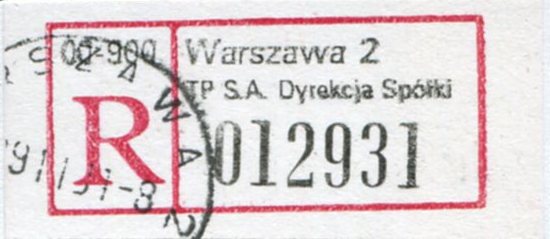 00-900 Warszawa 2
TP S.A. Dyrekcja Spółki
R 012931